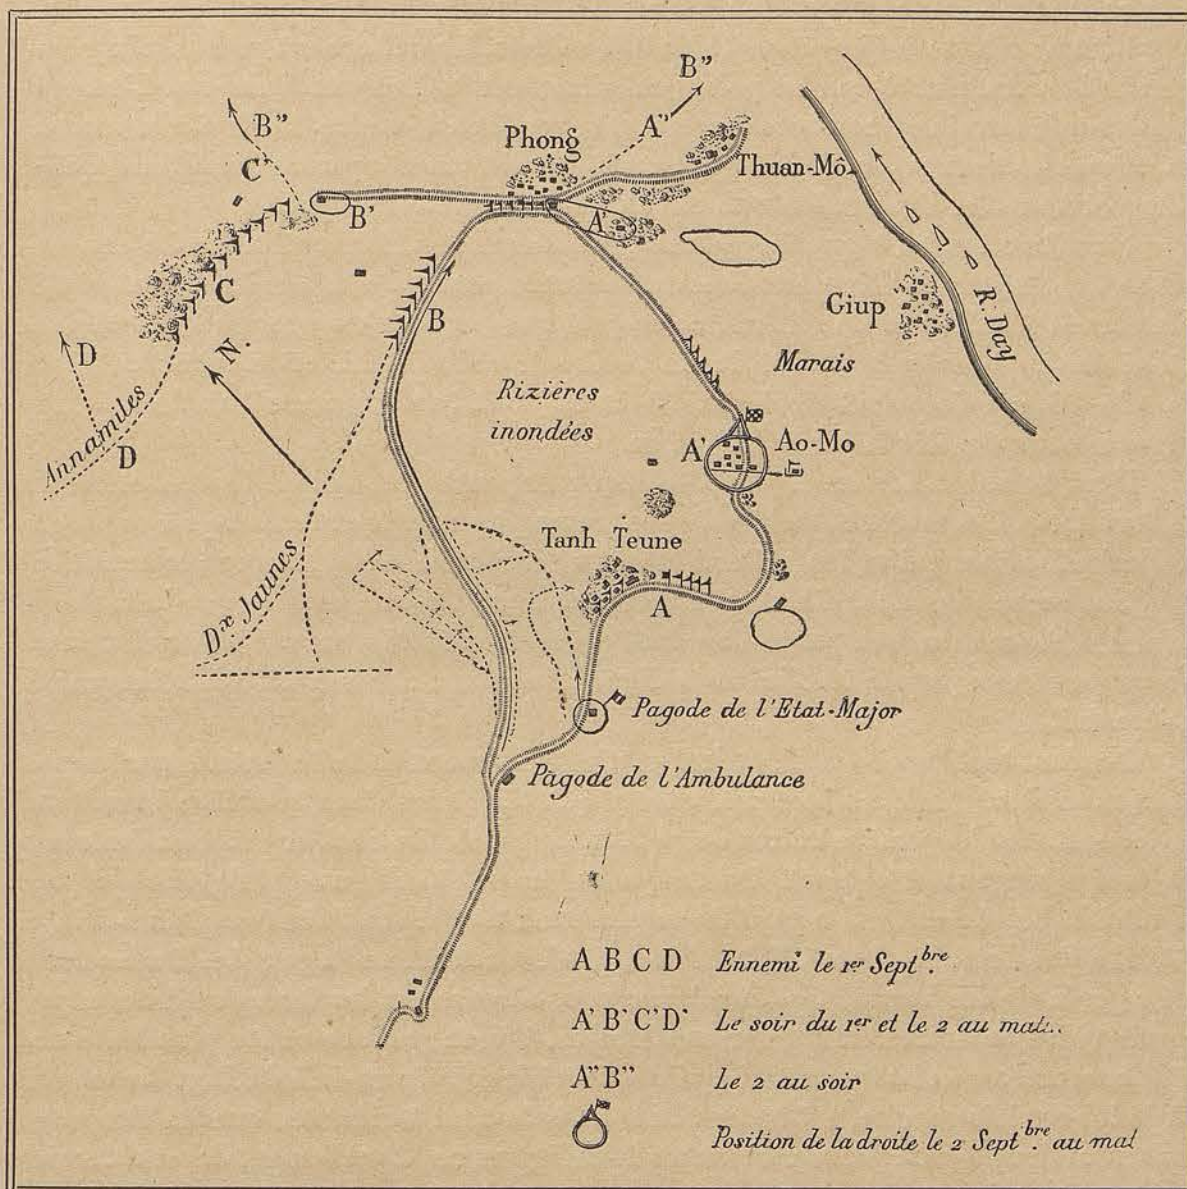 B”
B”
A”
Phong
Thuan-Mô
C
B'
A'
C
B
Giup
R. Day
D
N.
Marais
Rizières
inondées
Annamiles
D
A'
Ao-Mo
Tanh Teune
Dˣ Jaunes
A
Pagode de l'Etat-Major
Pagode de l'Ambulance
A B C D Ennemi le 1er Septbre.
A' B' C' D' Le soir du 1er et le 2 au mat..
A” B” Le 2 au soir
Position de la droite le 2 Septbre. au mat